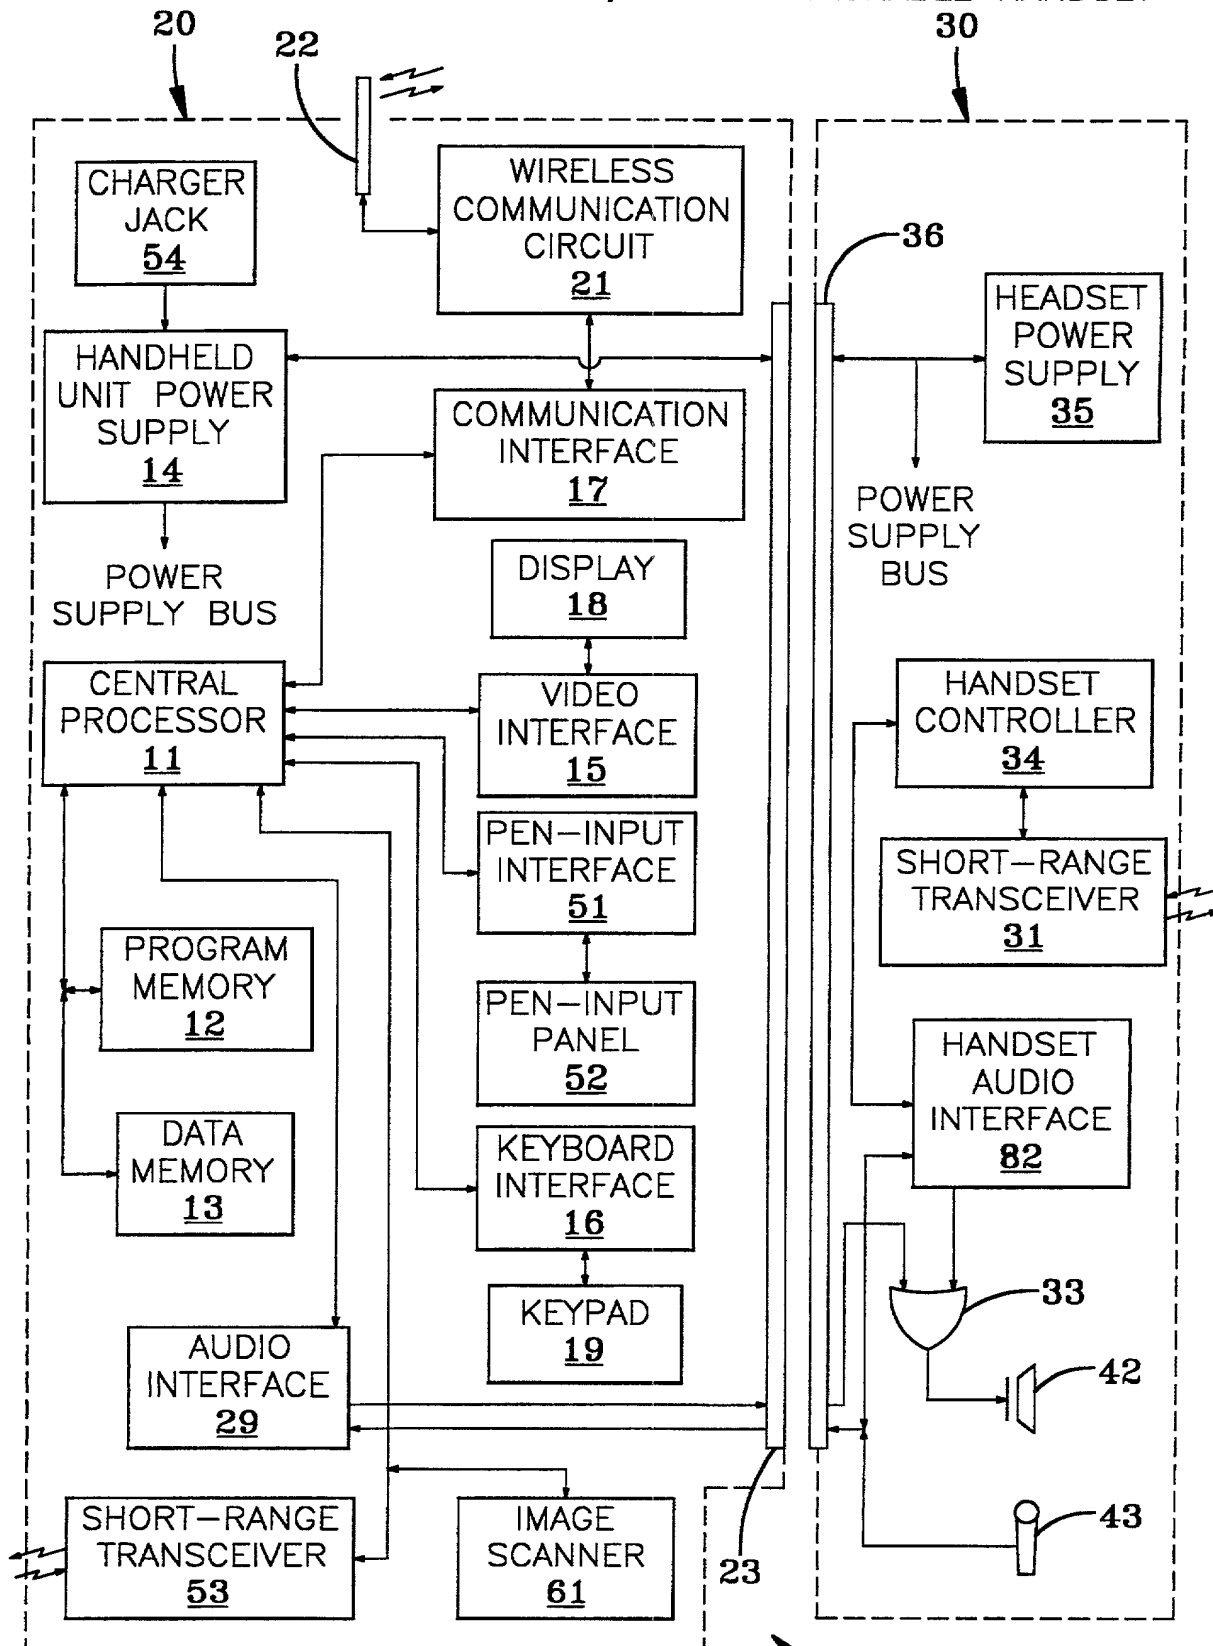 20
22
30
CHARGER
JACK
54
WIRELESS
COMMUNICATION
CIRCUIT
21
36
HEADSET
POWER
SUPPLY
35
HANDHELD
UNIT POWER
SUPPLY
14
COMMUNICATION
INTERFACE
17
POWER
SUPPLY
BUS
POWER
SUPPLY BUS
DISPLAY
18
CENTRAL
PROCESSOR
11
VIDEO
INTERFACE
15
HANDSET
CONTROLLER
34
PEN-INPUT
INTERFACE
51
SHORT-RANGE
TRANSCEIVER
31
PROGRAM
MEMORY
12
PEN-INPUT
PANEL
52
HANDSET
AUDIO
INTERFACE
82
DATA
MEMORY
13
KEYBOARD
INTERFACE
16
KEYPAD
19
33
AUDIO
INTERFACE
29
42
SHORT-RANGE
TRANSCEIVER
53
IMAGE
SCANNER
61
23
43